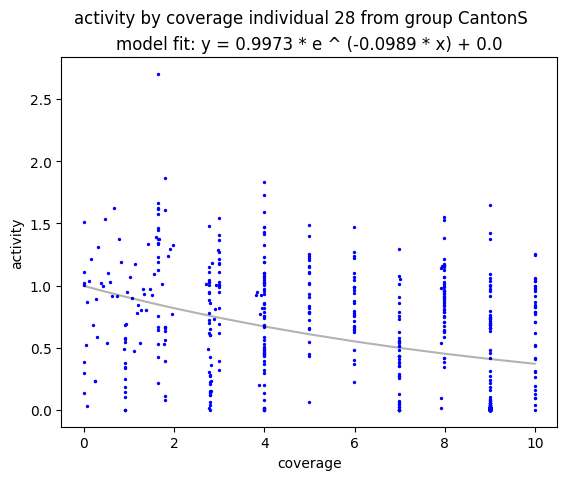 activity by coverage individual 28 from group CantonS
model fit: y = 0.9973 * e ^ (-0.0989 * x) + 0.0
2.5
2.0
1.5
1.0
0.5
0.0
activity
0 2 4 6 8 10
coverage